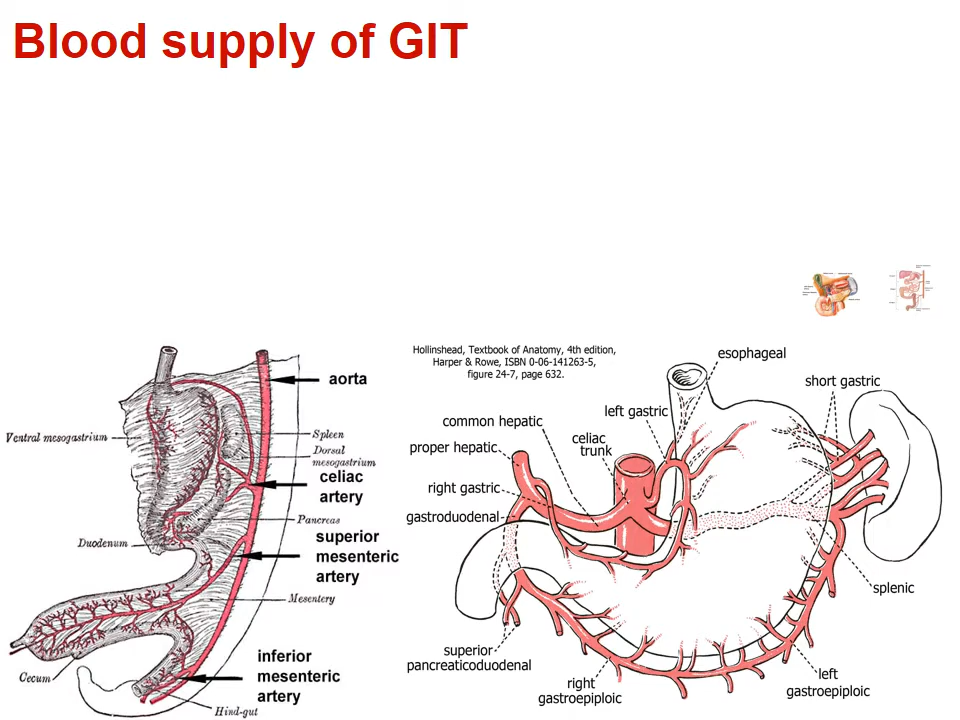 Blood supply of GIT
Hollinshead, Textbook of Anatomy, 4th edition,
Harper & Rowe, ISBN 0-06-141263-5,
figure 24-7, page 632.
aorta
Ventral mesogastrium
Spleen
Dorsal
mesogastrium
celiac
artery
Pancreas
Duodenum
superior
mesenteric
artery
Mesentery
inferior
mesenteric
artery
Cecum
Hind-gut
esophageal
short gastric
left gastric
common hepatic
celiac
trunk
proper hepatic
right gastric
gastroduodenal
splenic
superior
pancreaticoduodenal
right
gastroepiploic
left
gastroepiploic